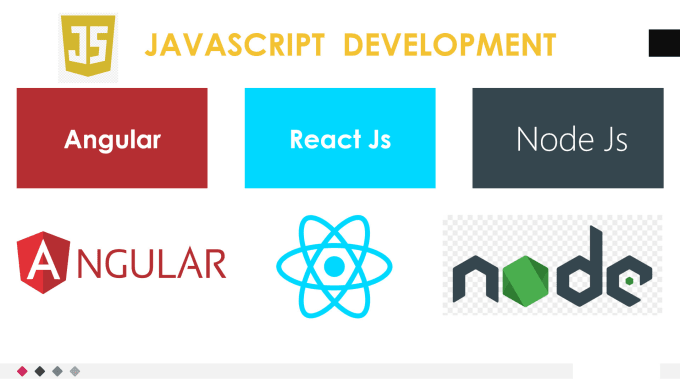 JS
JAVASCRIPT DEVELOPMENT
Angular
React Js
Node Js
ANGULAR
node